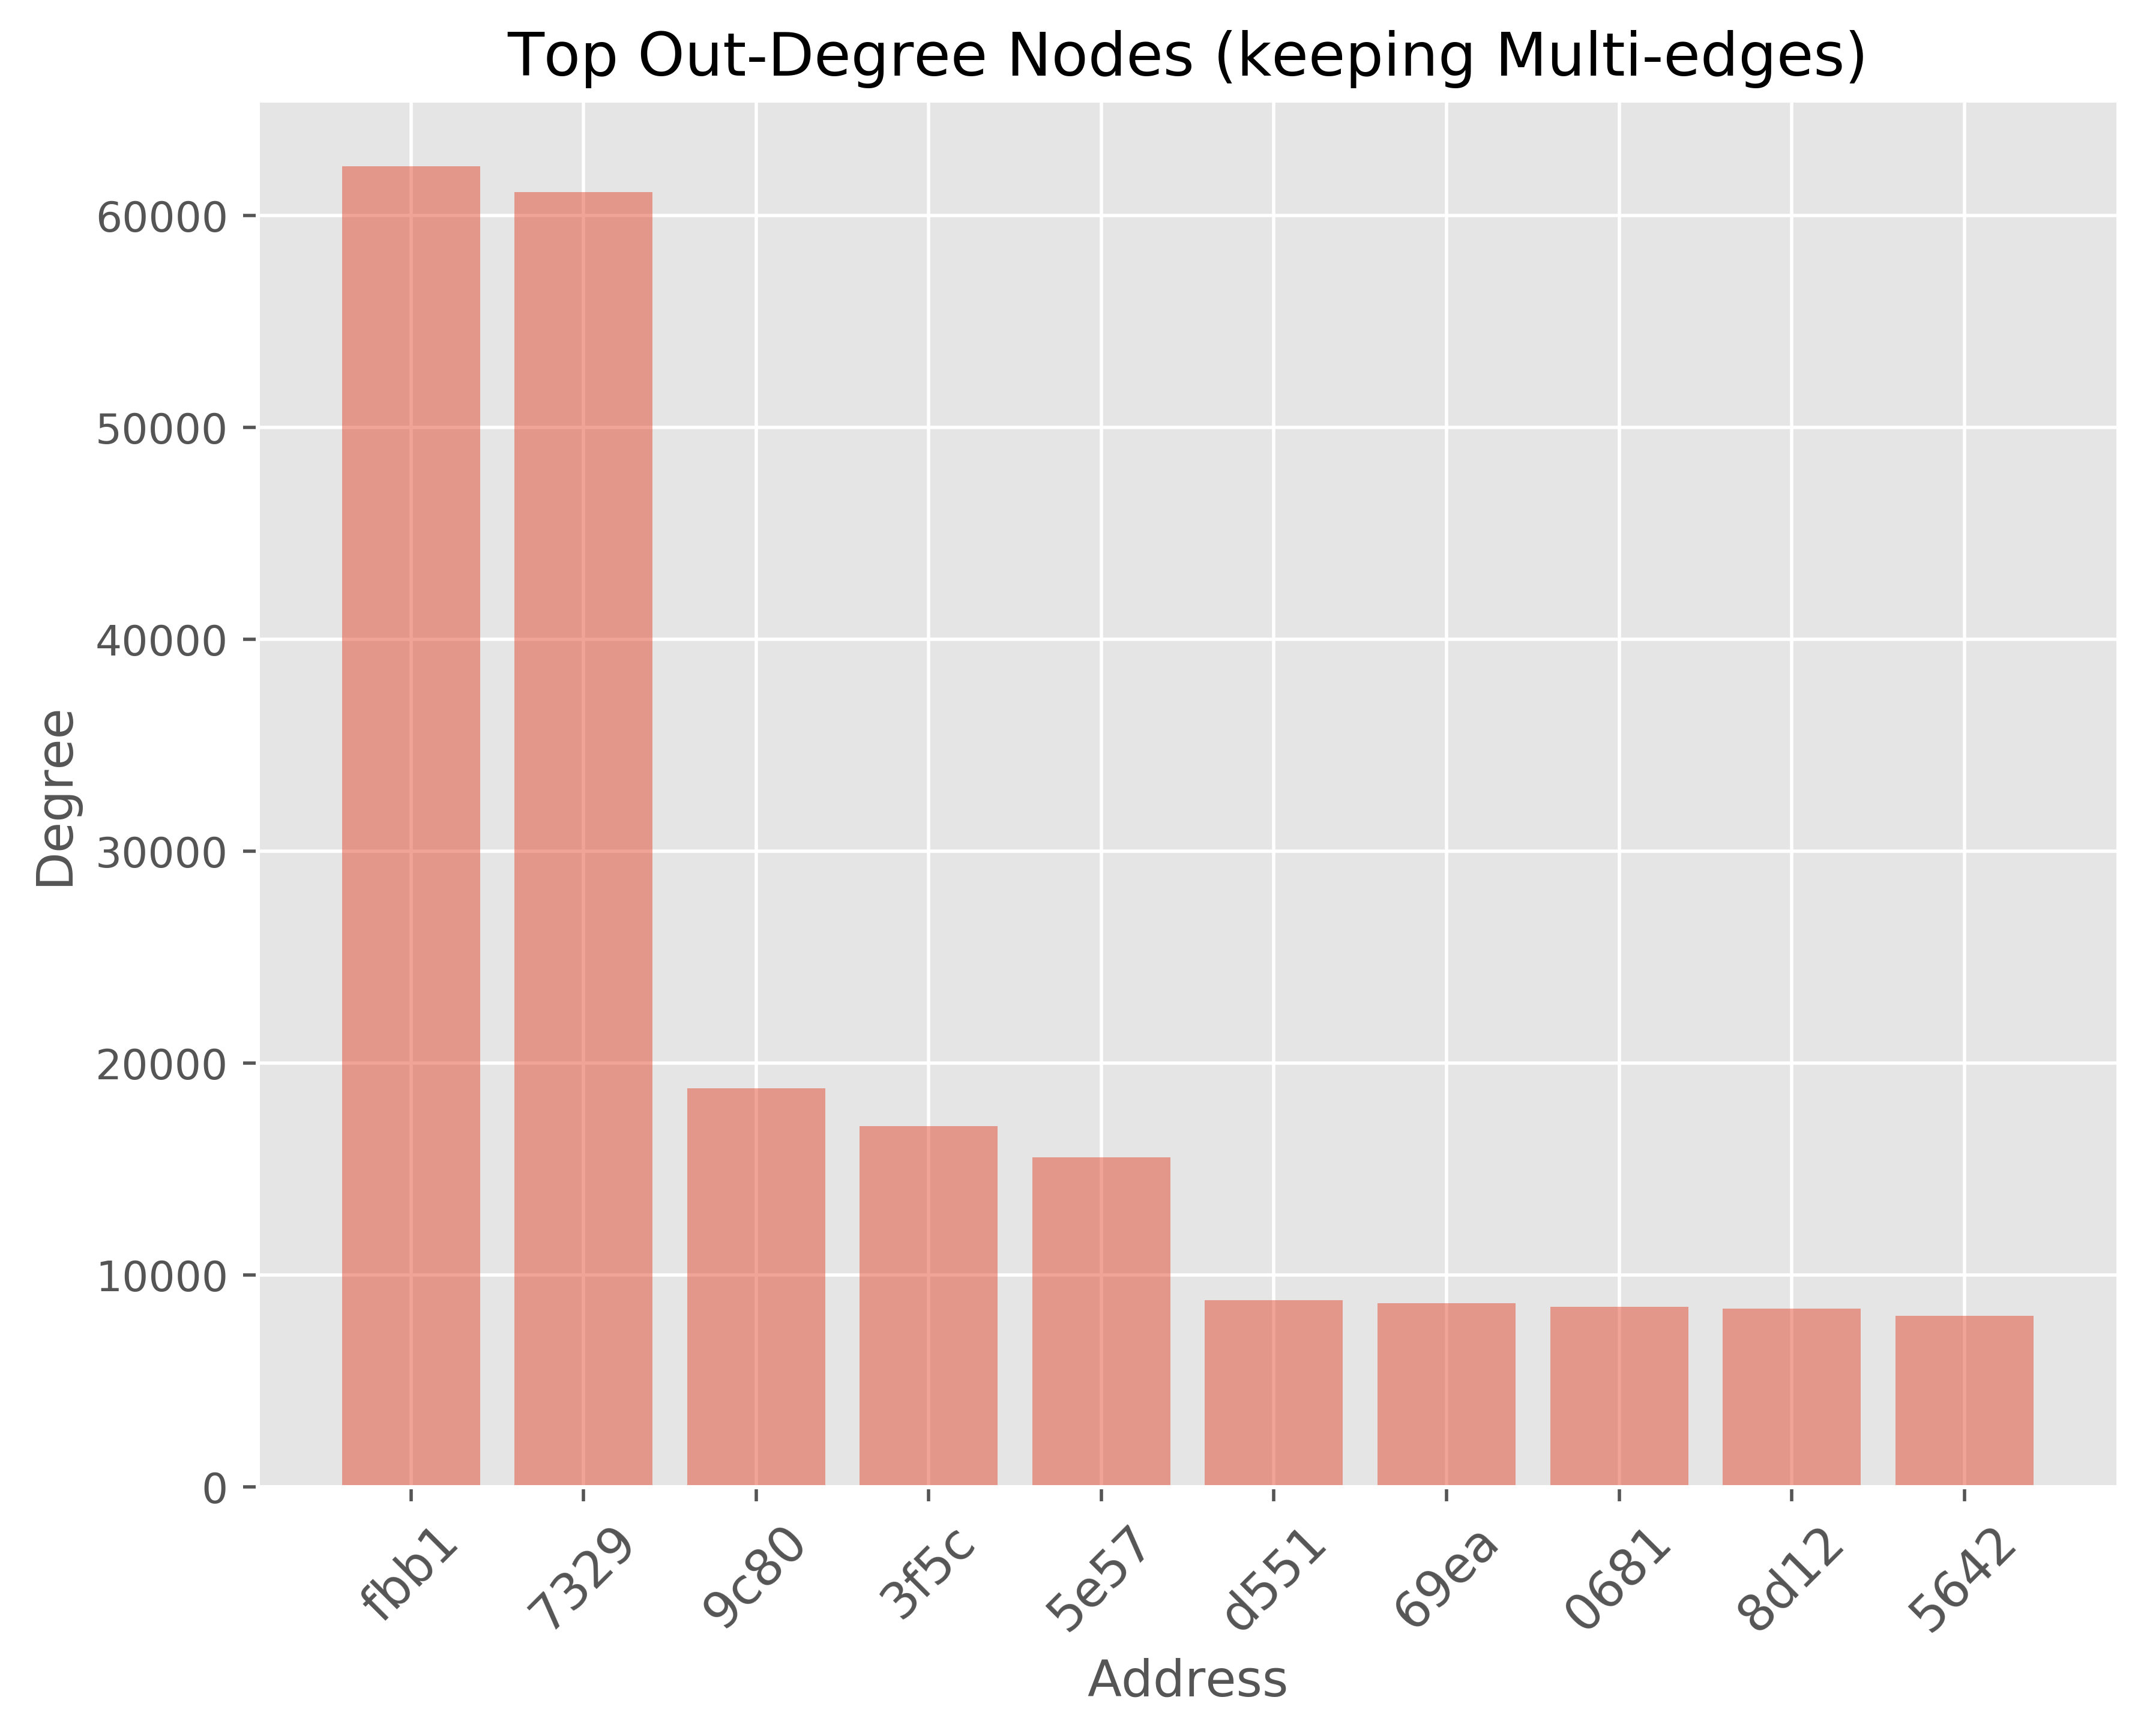 Top Out-Degree Nodes (keeping Multi-edges)
60000
50000
40000
30000
20000
10000
0
Degree
fbb1
7329
9c80
3f5c
5e57
d551
69ea
0681
8d12
5642
Address